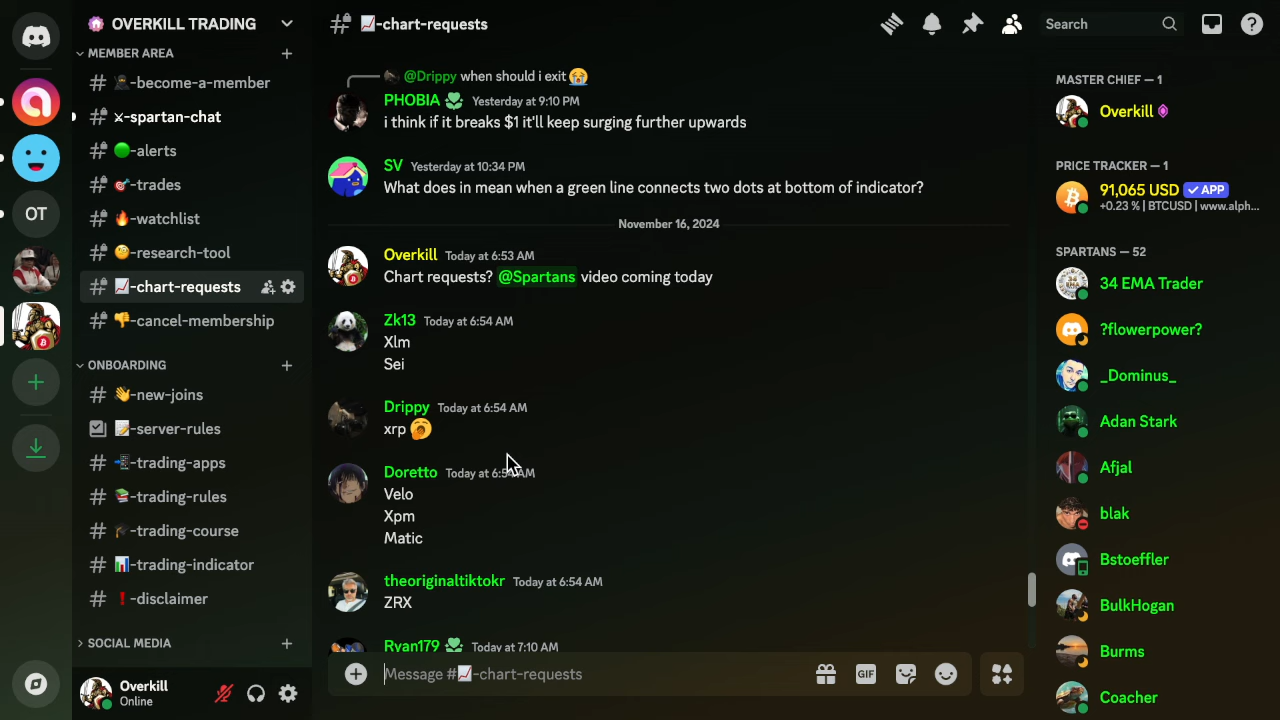 OVERKILL TRADING
MEMBER AREA
-become-a-member
-spartan-chat
-alerts
-trades
-watchlist
-research-tool
-chart-requests
-cancel-membership
ONBOARDING
-new-joins
-server-rules
-trading-apps
-trading-rules
-trading-course
-trading-indicator
-disclaimer
SOCIAL MEDIA
OT
Overkill
Online
-chart-requests
Search
@Drippy when should i exit
PHOBIA Yesterday at 9:10 PM
i think if it breaks $1 it'll keep surging further upwards
SV Yesterday at 10:34 PM
What does in mean when a green line connects two dots at bottom of indicator?
November 16, 2024
Overkill Today at 6:53 AM
Chart requests? @Spartans video coming today
Zk13 Today at 6:54 AM
Xlm
Sei
Drippy Today at 6:54 AM
xrp
Doretto Today at 6:54 AM
Velo
Xpm
Matic
theoriginaltiktokr Today at 6:54 AM
ZRX
Ryan179 Today at 7:10 AM
Message #-chart-requests
GIF
MASTER CHIEF — 1
Overkill
PRICE TRACKER — 1
91,065 USD ✓ APP
+0.23 % | BTCUSD | www.alph...
SPARTANS — 52
34 EMA Trader
?flowerpower?
_Dominus_
Adan Stark
Afjal
blak
Bstoeffler
BulkHogan
Burms
Coacher